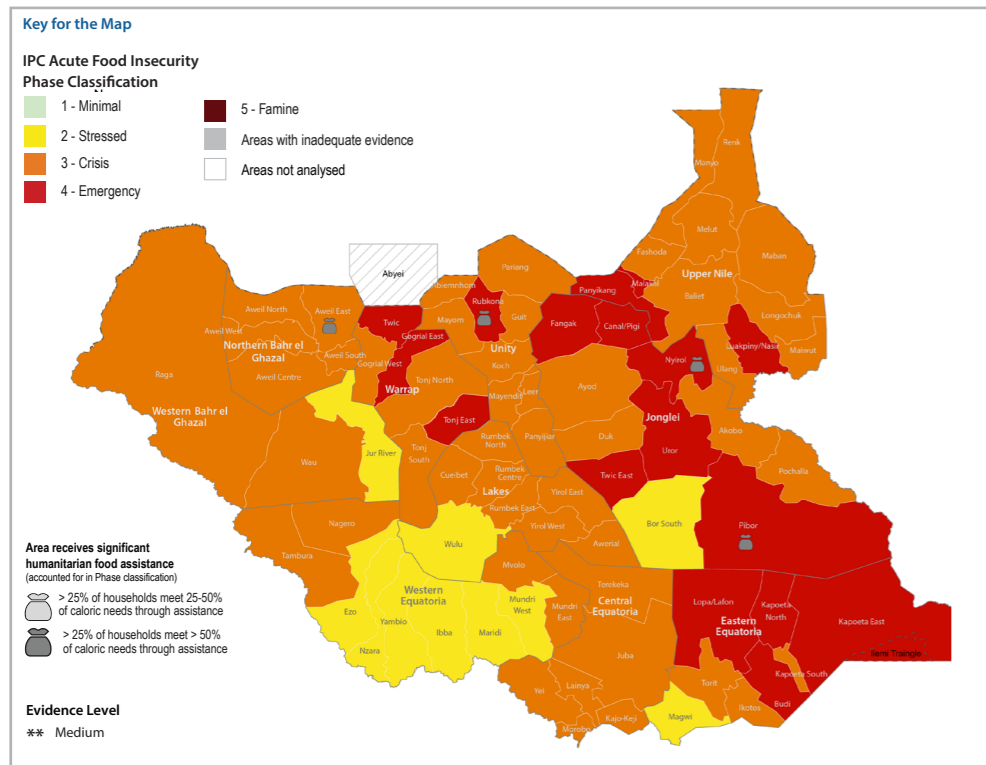 Key for the Map
IPC Acute Food Insecurity
Phase Classification
1 - Minimal
2 - Stressed
3 - Crisis
4 - Emergency
5 - Famine
Areas with inadequate evidence
Areas not analysed
Renk
Manyo
Melut
Maban
Fashoda
Upper Nile
Abyei
Pariang
Abiemnhom
Rubkona
Panyikang
Malakal
Baliet
Aweil North
Aweil East
Twic
Mayom
Guit
Fangak
Canal/Pigi
Longochuk
Aweil West
Gogrial East
Northern Bahr el
Ghazal
Aweil South
Unity
Luakpiny/Nasir
Maiwut
Gogrial West
Nyirol
Koch
Ulang
Raga
Aweil Centre
Warrap
Tonj North
Mayendit
Leer
Ayod
Western Bahr el
Ghazal
Tonj East
Jonglei
Rubek
North
Panyijiar
Duk
Akobo
Jur River
Tonj
South
Uror
Wau
Cueibet
Rumbek
Centre
Pochalla
Twic East
Lakes
Yirol East
Rumbek East
Nagero
Yirol West
Bor South
Pibor
Tambura
Wulu
Awerial
Mvolo
Terekeka
Western
Equatoria
Mundri
West
Mundri
East
Central
Equatoria
Lopa/Lafon
Kapoeta
North
Ezo
Yambio
Ibba
Maridi
Eastern
Equatoria
Kapoeta East
Nzara
Juba
Ilemi Traingle
Kapoeta South
Torit
Yei
Lainya
Ikotos
Budi
Magwi
Kajo-Keji
Morobo
Area receives significant
humanitarian food assistance
(accounted for in Phase classification)
> 25% of households meet 25-50%
of caloric needs through assistance
> 25% of households meet > 50%
of caloric needs through assistance
Evidence Level
** Medium